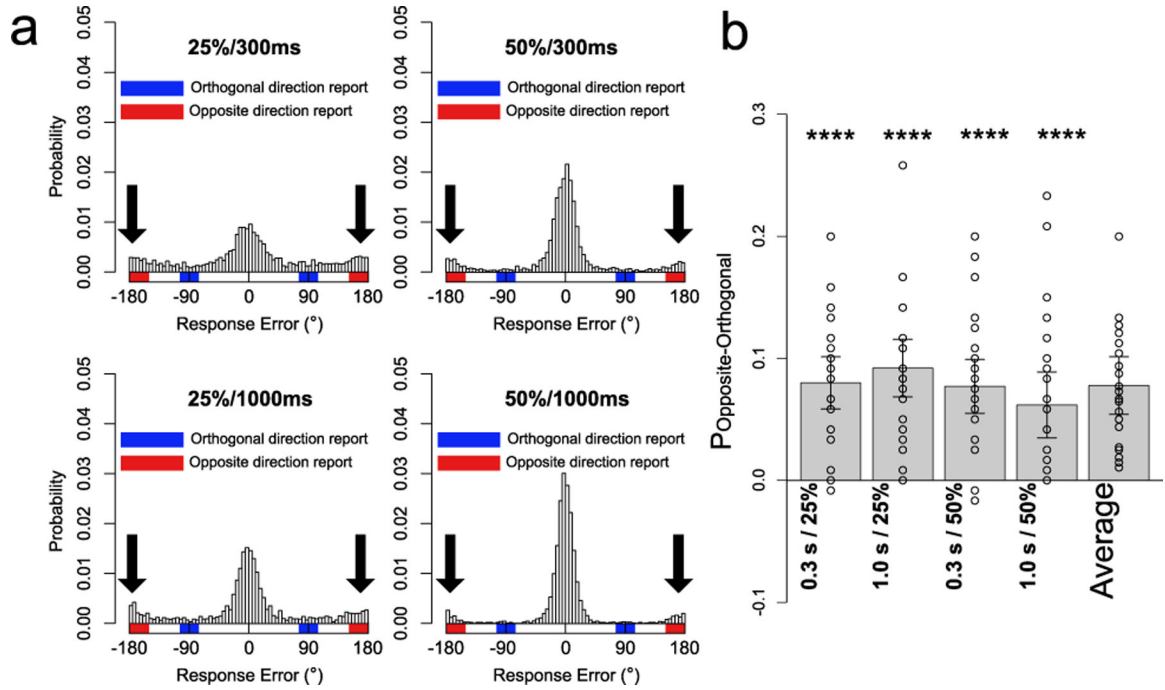 a
25%/300ms
Orthogonal direction report
Opposite direction report
Probability
0.05
0.04
0.03
0.02
0.01
0.00
-180 -90 0 90 180
Response Error (°)
50%/300ms
Orthogonal direction report
Opposite direction report
0.05
0.04
0.03
0.02
0.01
0.00
-180 -90 0 90 180
Response Error (°)
25%/1000ms
Orthogonal direction report
Opposite direction report
Probability
0.05
0.04
0.03
0.02
0.01
0.00
-180 -90 0 90 180
Response Error (°)
50%/1000ms
Orthogonal direction report
Opposite direction report
0.05
0.04
0.03
0.02
0.01
0.00
-180 -90 0 90 180
Response Error (°)
b
POpposite-Orthogonal
0.3
0.2
0.1
0.0
-0.1
**** **** **** ****
0.3 s / 25%
1.0 s / 25%
0.3 s / 50%
1.0 s / 50%
Average